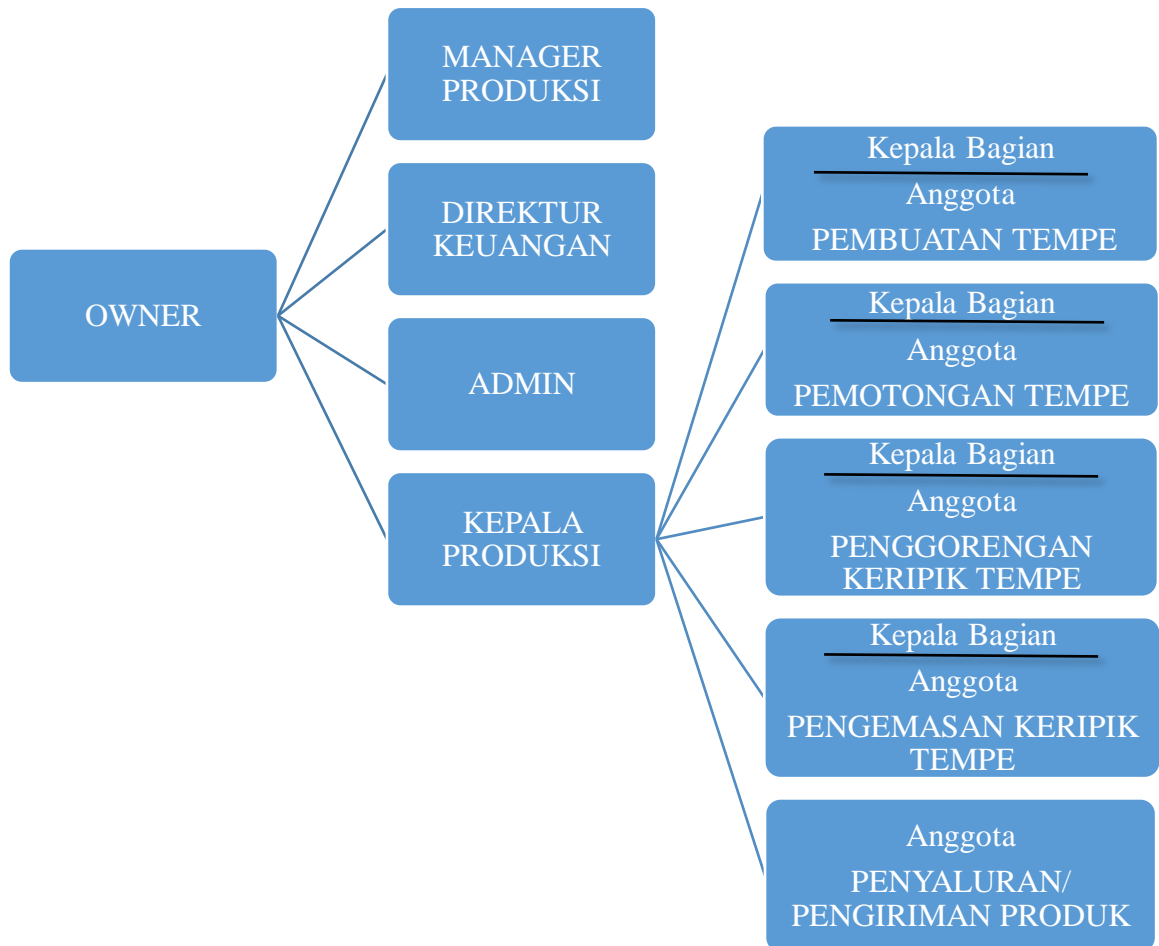 OWNER
MANAGER
PRODUKSI
DIREKTUR
KEUANGAN
ADMIN
KEPALA
PRODUKSI
Kepala Bagian
Anggota
PEMBUATAN TEMPE
Kepala Bagian
Anggota
PEMOTONGAN TEMPE
Kepala Bagian
Anggota
PENGGORENGAN
KERIPIK TEMPE
Kepala Bagian
Anggota
PENGEMASAN KERIPIK
TEMPE
Anggota
PENYALURAN/
PENGIRIMAN PRODUK